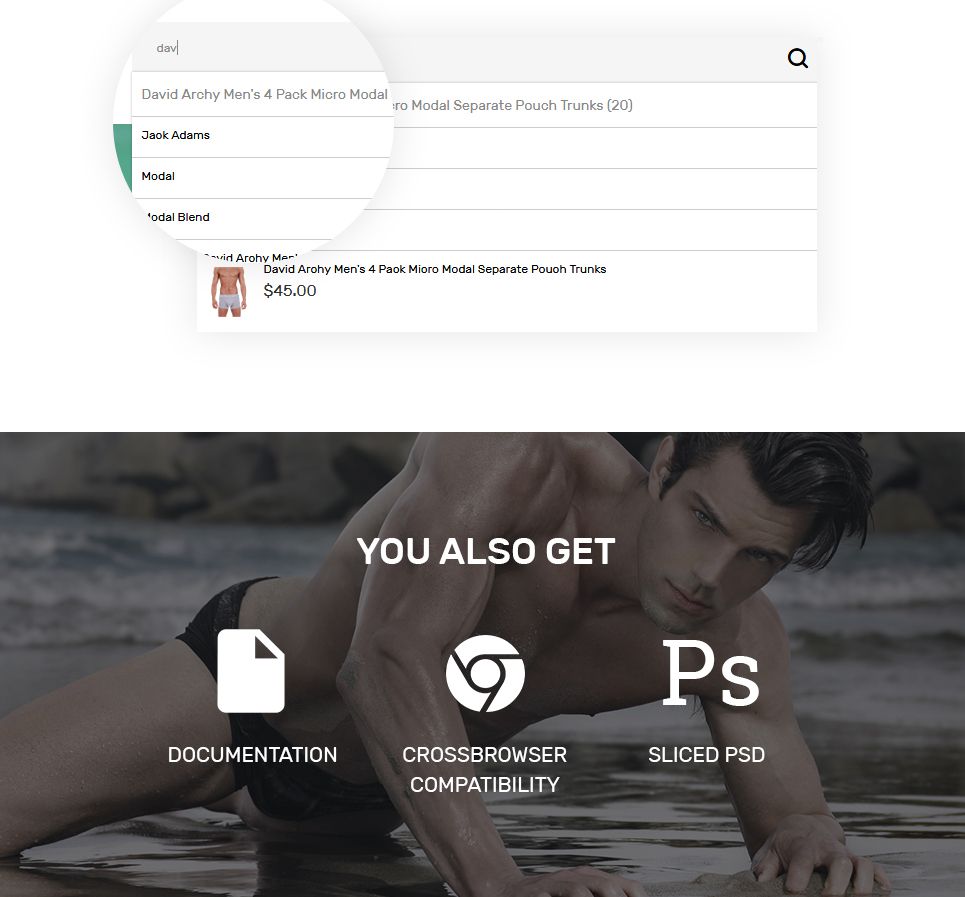 dav
David Archy Men's 4 Pack Micro Modal
cro Modal Separate Pouch Trunks (20)
Jack Adams
Modal
Modal Blend
David Archy Men'
David Archy Men's 4 Pack Micro Modal Separate Pouch Trunks
$45.00
YOU ALSO GET
Ps
DOCUMENTATION
CROSSBROWSER
COMPATIBILITY
SLICED PSD